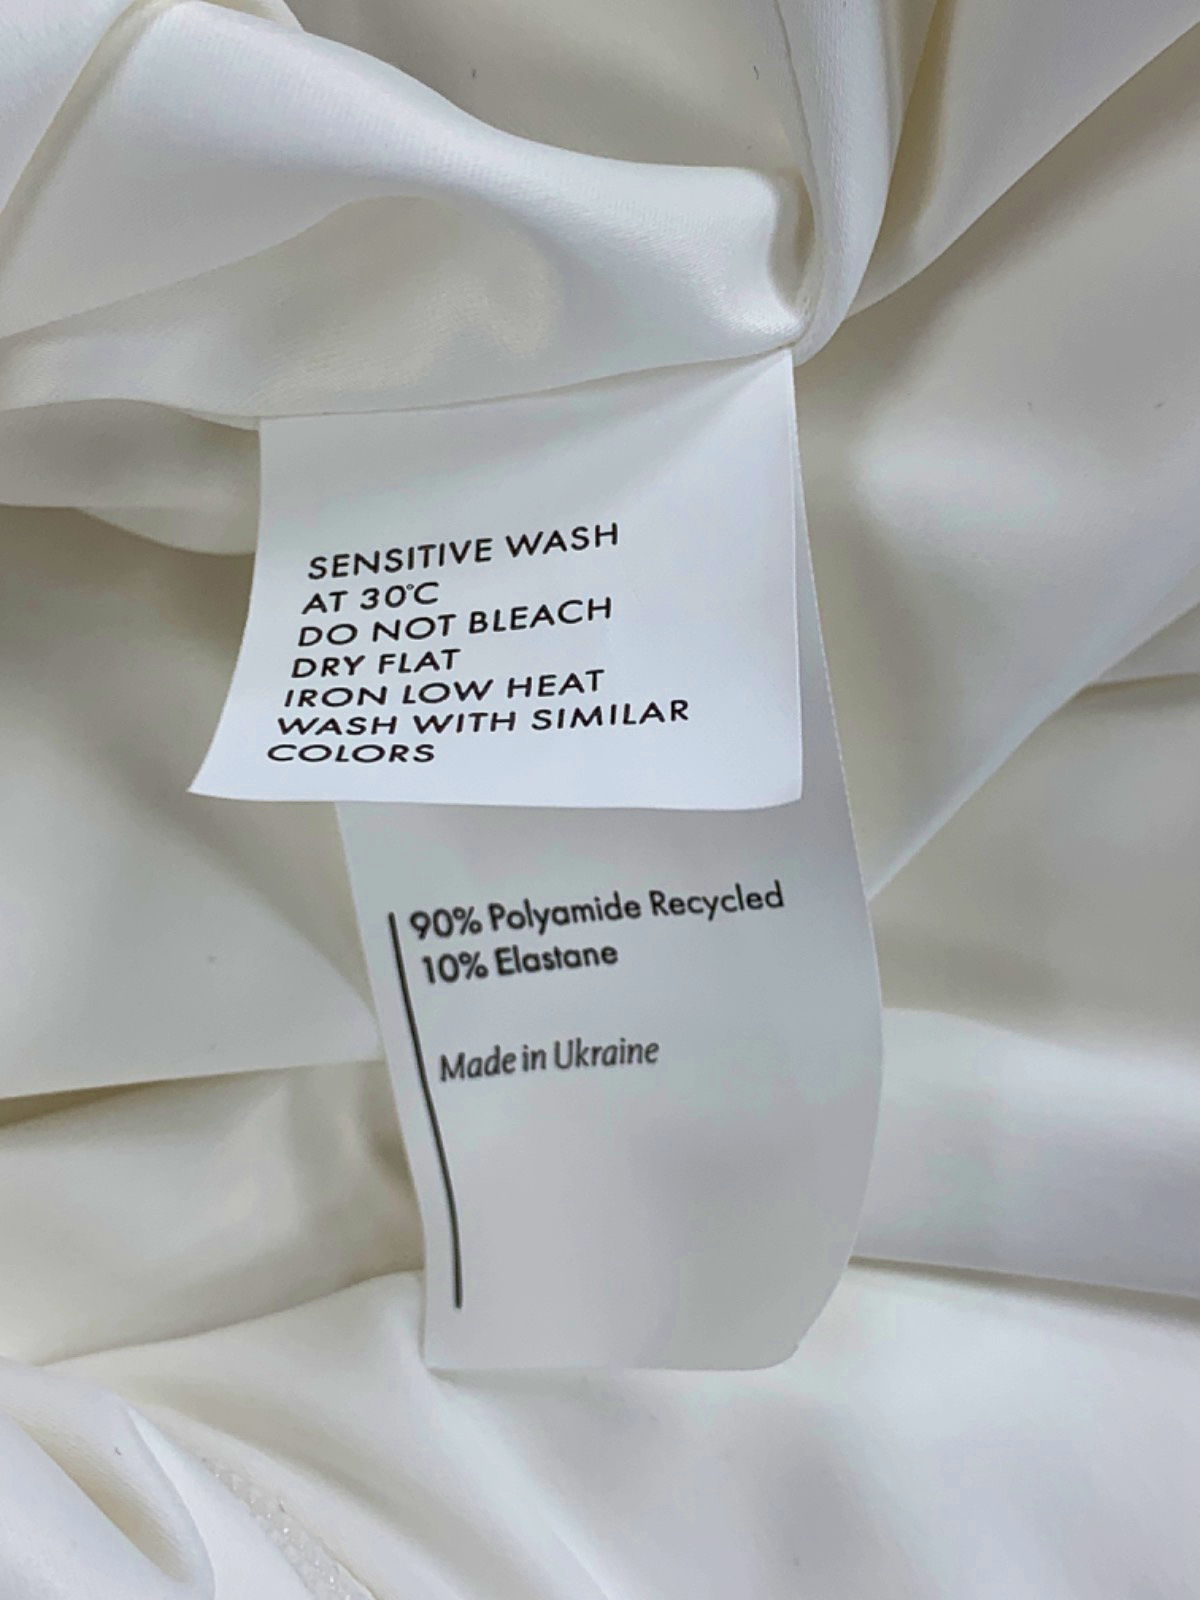 SENSITIVE WASH
AT 30°C
DO NOT BLEACH
DRY FLAT
IRON LOW HEAT
WASH WITH SIMILAR
COLORS
90% Polyamide Recycled
10% Elastane
Made in Ukraine